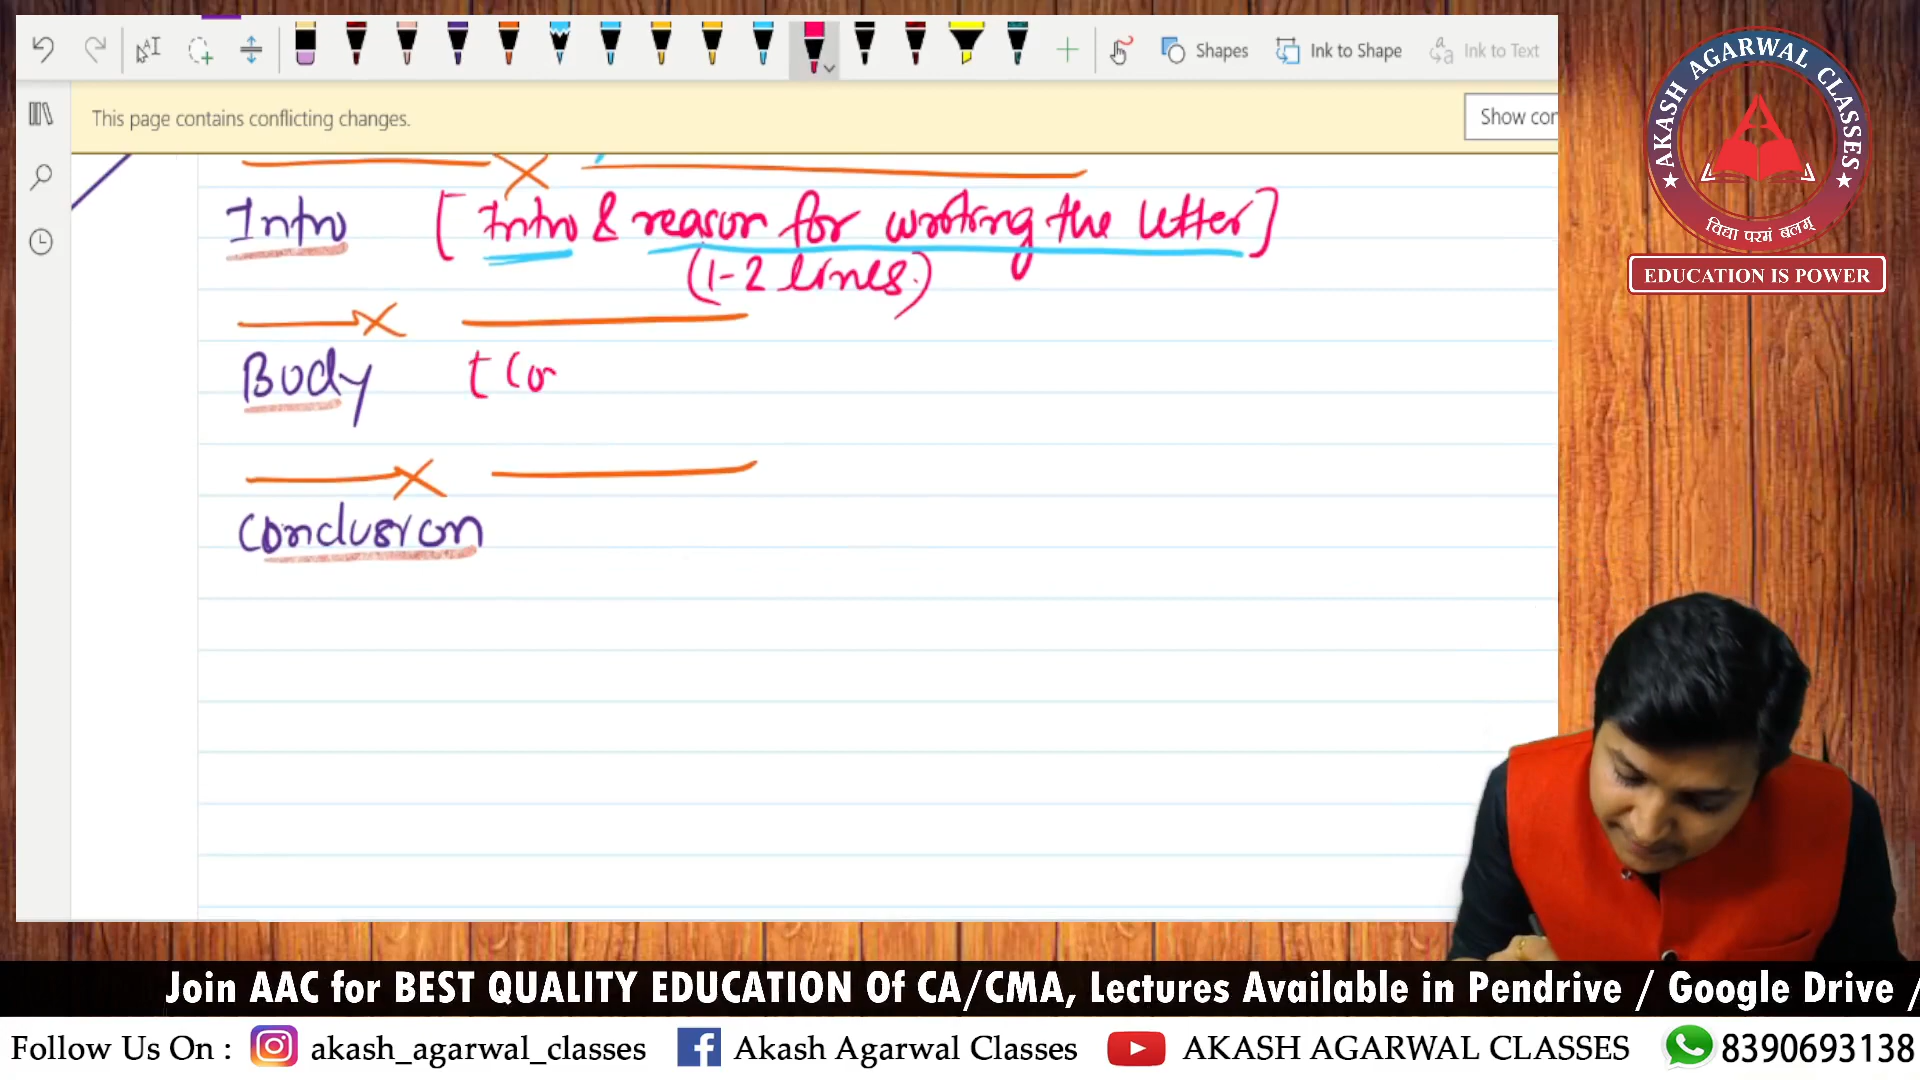 Shapes
Ink to Shape
Ink to Text
This page contains conflicting changes.
Show con
Intro [ Intro & reason for writing the letter ]
(1-2 lines.)
Body [ Co
Conclusion
AKASH AGARWAL CLASSES
विद्या परमं बलम्
EDUCATION IS POWER
Join AAC for BEST QUALITY EDUCATION Of CA/CMA, Lectures Available in Pendrive / Google Drive /
Follow Us On : akash_agarwal_classes Akash Agarwal Classes AKASH AGARWAL CLASSES 8390693138